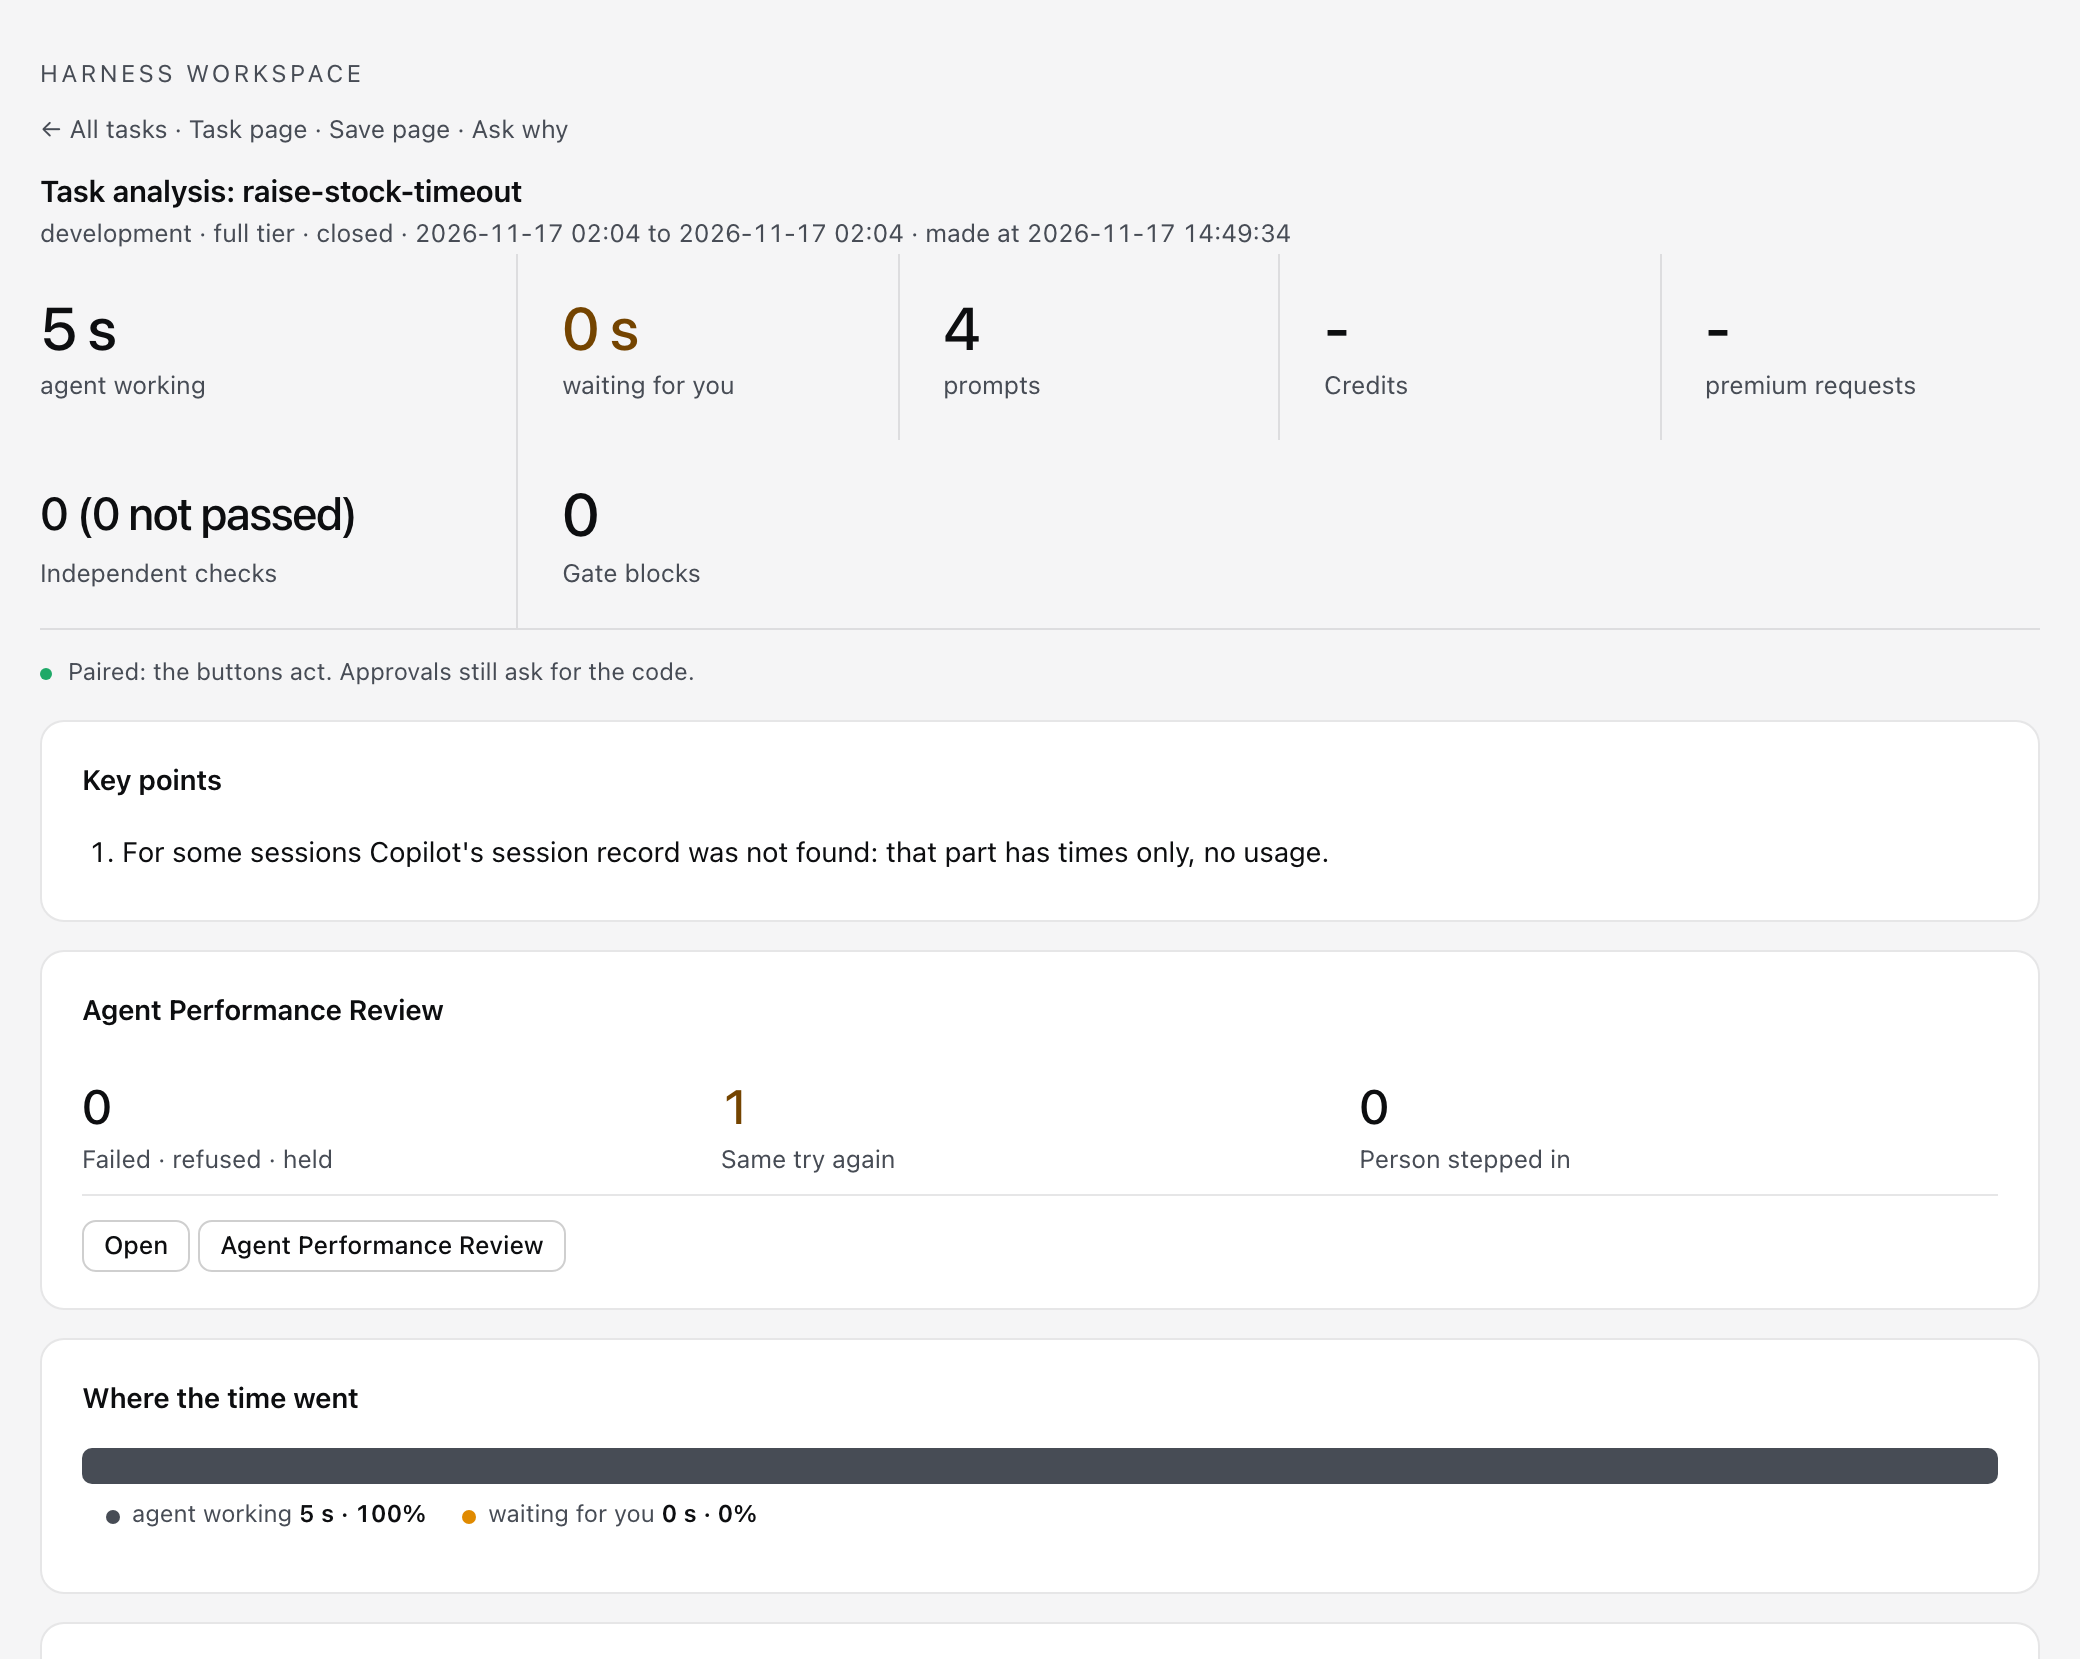 HARNESS WORKSPACE
← All tasks · Task page · Save page · Ask why
Task analysis: raise-stock-timeout
development · full tier · closed · 2026-11-17 02:04 to 2026-11-17 02:04 · made at 2026-11-17 14:49:34
5 s
agent working
0 s
waiting for you
4
prompts
-
Credits
-
premium requests
0 (0 not passed)
Independent checks
0
Gate blocks
Paired: the buttons act. Approvals still ask for the code.
Key points
1. For some sessions Copilot's session record was not found: that part has times only, no usage.
Agent Performance Review
0
Failed · refused · held
1
Same try again
0
Person stepped in
Open
Agent Performance Review
Where the time went
agent working 5 s · 100%
waiting for you 0 s · 0%